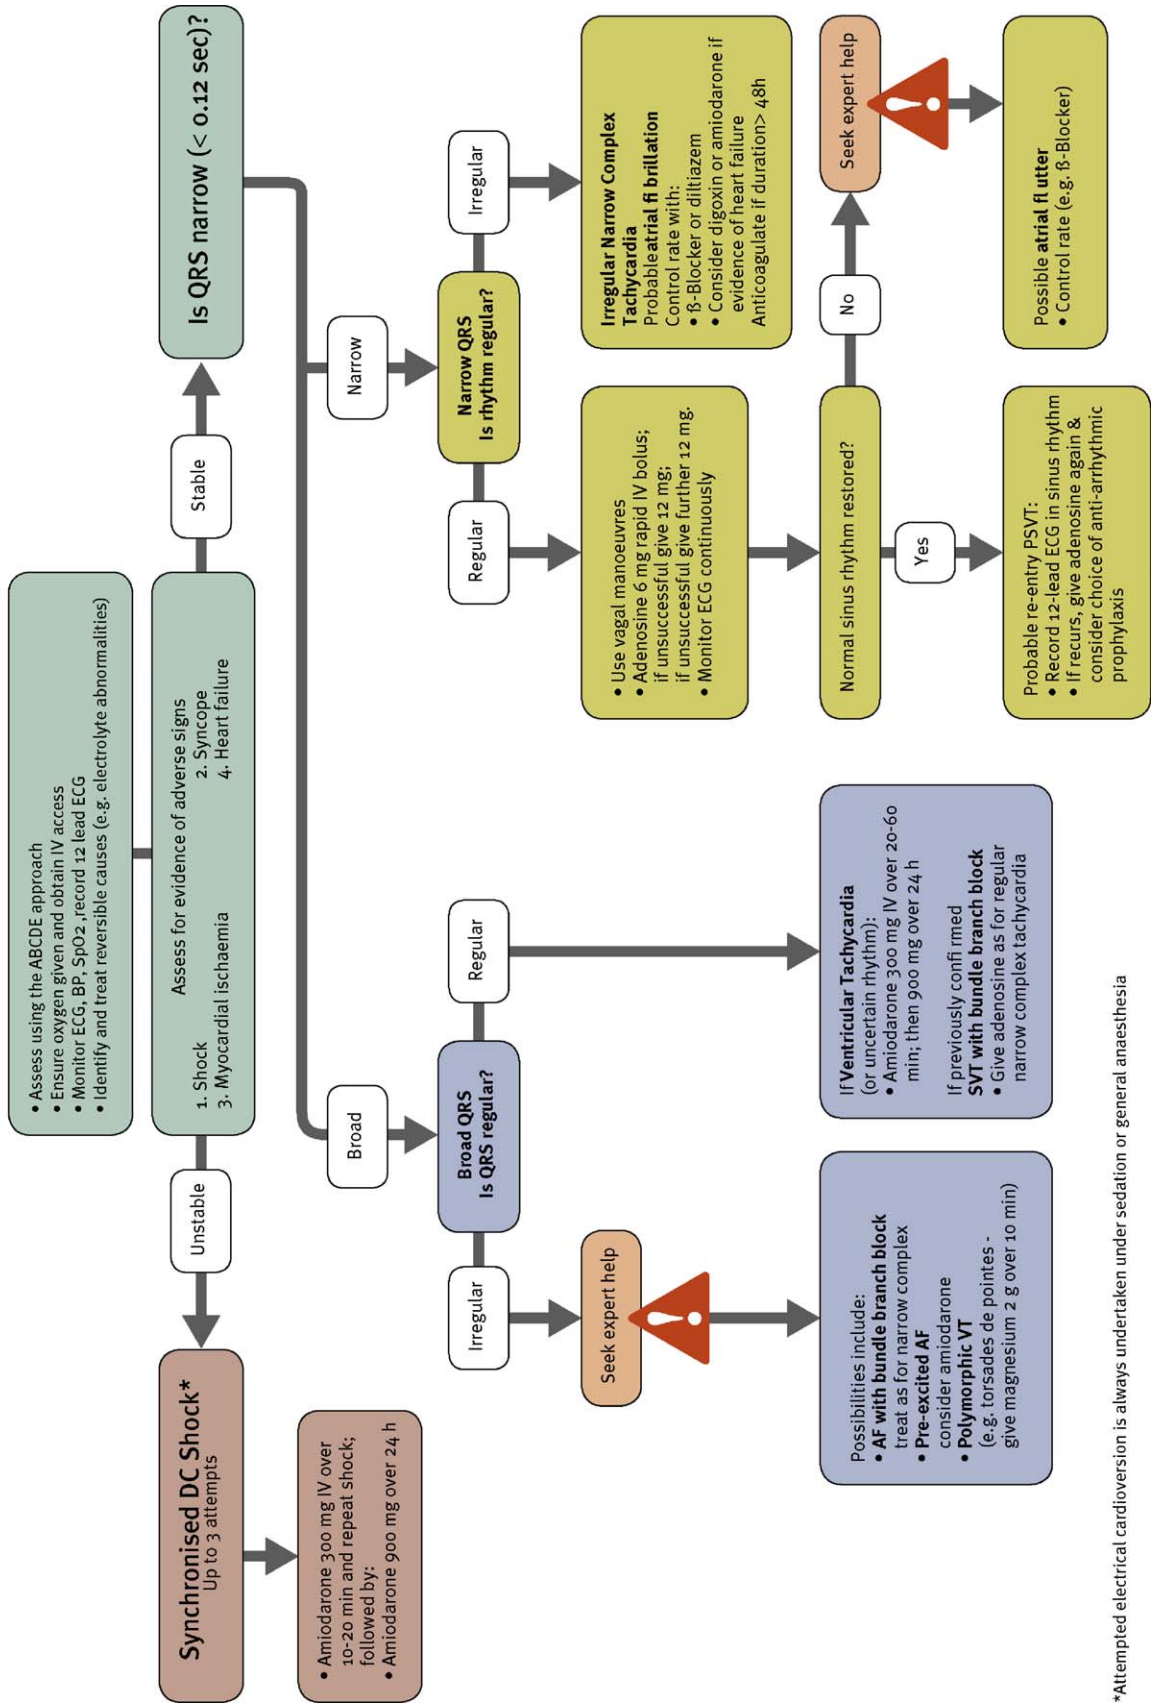 • Assess using the ABCDE approach
• Ensure oxygen given and obtain IV access
• Monitor ECG, BP, SpO2 ,record 12 lead ECG
• Identify and treat reversible causes (e.g. electrolyte abnormalities)
Assess for evidence of adverse signs
1. Shock 2. Syncope
3. Myocardial ischaemia 4. Heart failure
Unstable
Stable
Synchronised DC Shock*
Up to 3 attempts
• Amiodarone 300 mg IV over
10-20 min and repeat shock;
followed by:
• Amiodarone 900 mg over 24 h
Is QRS narrow (< 0.12 sec)?
Broad
Narrow
Broad QRS
Is QRS regular?
Irregular
Regular
Seek expert help
Possibilities include:
• AF with bundle branch block
treat as for narrow complex
• Pre-excited AF
consider amiodarone
• Polymorphic VT
(e.g. torsades de pointes -
give magnesium 2 g over 10 min)
If Ventricular Tachycardia
(or uncertain rhythm):
• Amiodarone 300 mg IV over 20-60
min; then 900 mg over 24 h
If previously confi rmed
SVT with bundle branch block
• Give adenosine as for regular
narrow complex tachycardia
Narrow QRS
Is rhythm regular?
Regular
Irregular
• Use vagal manoeuvres
• Adenosine 6 mg rapid IV bolus;
if unsuccessful give 12 mg;
if unsuccessful give further 12 mg.
• Monitor ECG continuously
Irregular Narrow Complex
Tachycardia
Probableatrial fi brillation
Control rate with:
• ß-Blocker or diltiazem
• Consider digoxin or amiodarone if
evidence of heart failure
Anticoagulate if duration> 48h
Normal sinus rhythm restored?
Yes
No
Seek expert help
Probable re-entry PSVT:
• Record 12-lead ECG in sinus rhythm
• If recurs, give adenosine again &
consider choice of anti-arrhythmic
prophylaxis
Possible atrial fl utter
• Control rate (e.g. ß-Blocker)
*Attempted electrical cardioversion is always undertaken under sedation or general anaesthesia